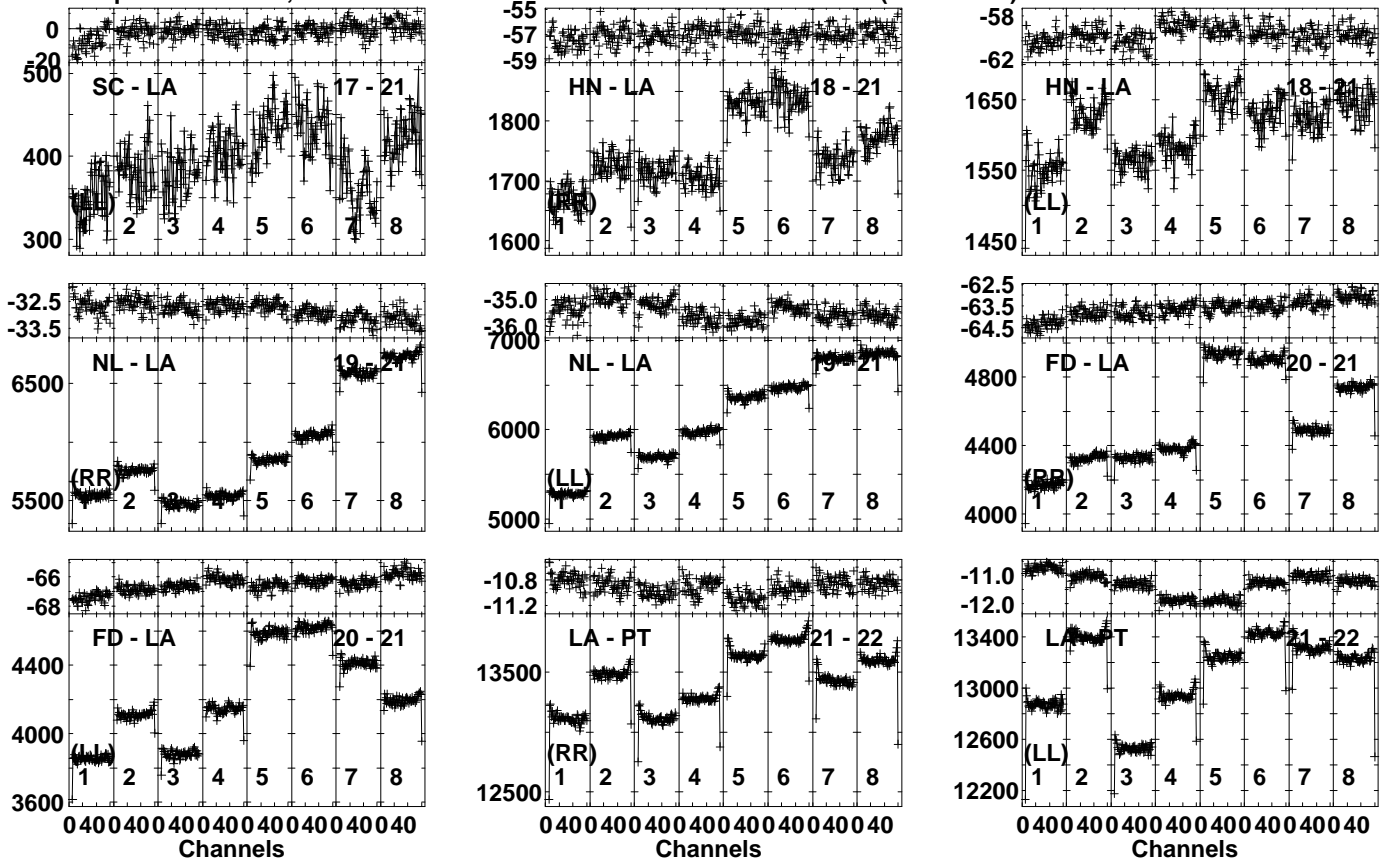 0
-20
500
400
300
SC - LA
17 - 21
(LL)
1 2 3 4 5 6 7 8
-55
-57
-59
1800
1700
1600
HN - LA
18 - 21
(RR)
1 2 3 4 5 6 7 8
-58
-62
1650
1550
1450
HN - LA
18 - 21
(LL)
1 2 3 4 5 6 7 8
-32.5
-33.5
6500
5500
NL - LA
19 - 21
(RR)
1 2 3 4 5 6 7 8
-35.0
-36.0
7000
6000
5000
NL - LA
19 - 21
(LL)
1 2 3 4 5 6 7 8
-62.5
-63.5
-64.5
4800
4400
4000
FD - LA
20 - 21
(RR)
1 2 3 4 5 6 7 8
-66
-68
4400
4000
3600
FD - LA
20 - 21
(LL)
1 2 3 4 5 6 7 8
0 40 0 40 0 40 0 40 0 40 0 40 0 40 0 40
Channels
-10.8
-11.2
13500
12500
LA - PT
21 - 22
(RR)
1 2 3 4 5 6 7 8
0 40 0 40 0 40 0 40 0 40 0 40 0 40 0 40
Channels
-11.0
-12.0
13400
13000
12600
12200
LA - PT
21 - 22
(LL)
1 2 3 4 5 6 7 8
0 40 0 40 0 40 0 40 0 40 0 40 0 40 0 40
Channels